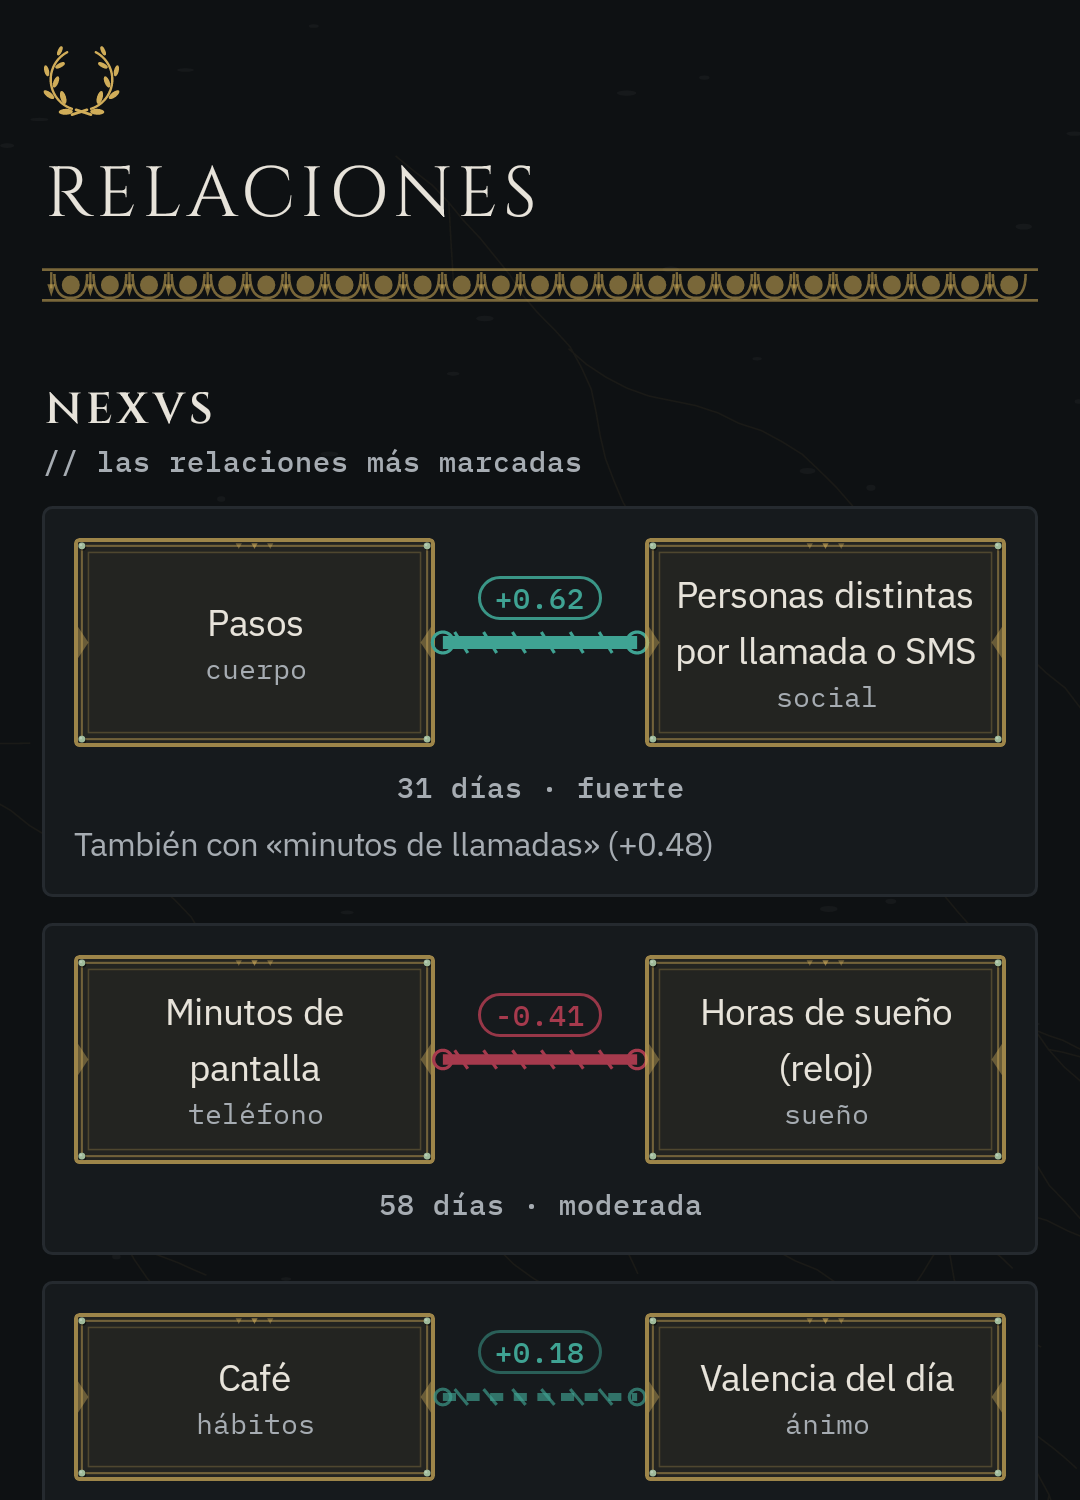 RELACIONES
NEXVS
// las relaciones más marcadas
Pasos
cuerpo
+0.62
Personas distintas
por llamada o SMS
social
31 días · fuerte
También con «minutos de llamadas» (+0.48)
Minutos de
pantalla
teléfono
-0.41
Horas de sueño
(reloj)
sueño
58 días · moderada
Café
hábitos
+0.18
Valencia del día
ánimo